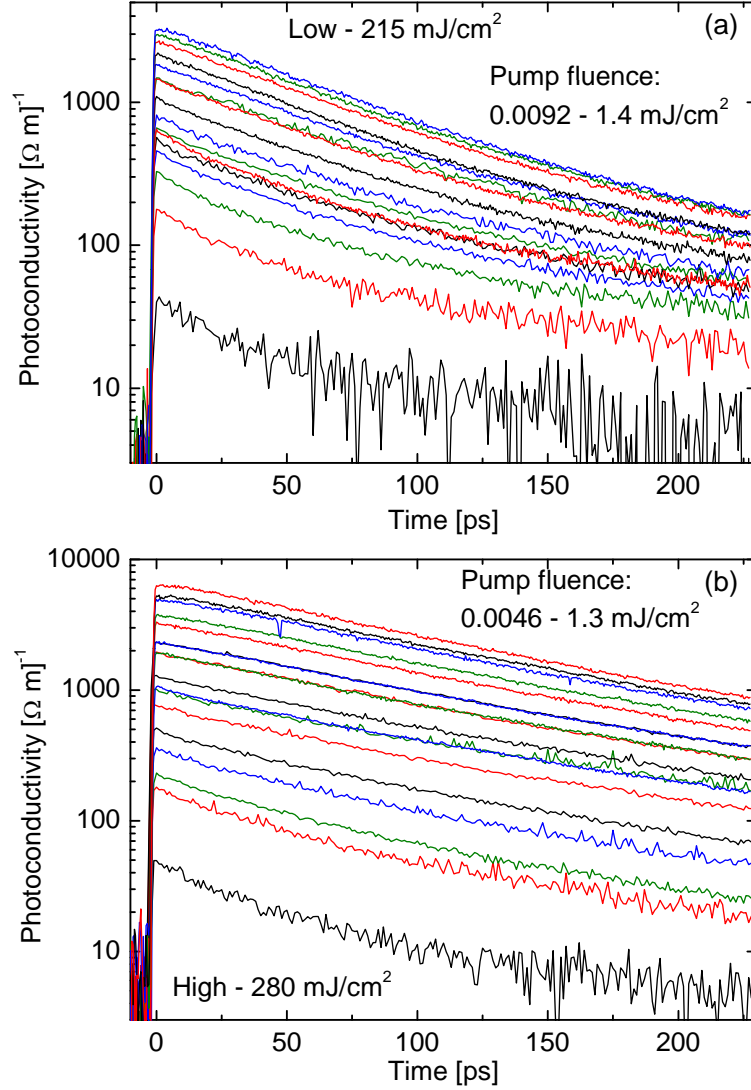 Low - 215 mJ/cm²
(a)
Pump fluence:
0.0092 - 1.4 mJ/cm²
1000
100
10
Photoconductivity [Ω m]⁻¹
0 50 100 150 200
Time [ps]
10000
Pump fluence:
(b)
0.0046 - 1.3 mJ/cm²
1000
100
10
Photoconductivity [Ω m]⁻¹
High - 280 mJ/cm²
0 50 100 150 200
Time [ps]